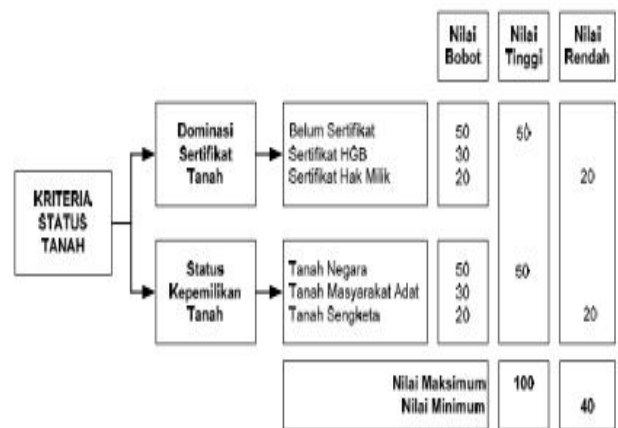 Nilai Bobot
Nilai Tinggi
Nilai Rendah
KRITERIA
STATUS
TANAH
Dominasi
Sertifikat
Tanah
Belum Sertifikat 50 50
Sertifikat HGB 30
Sertifikat Hak Milik 20 20
Status
Kepemilikan
Tanah
Tanah Negara 50 50
Tanah Masyarakat Adat 30
Tanah Sengketa 20 20
Nilai Maksimum 100
Nilai Minimum 40